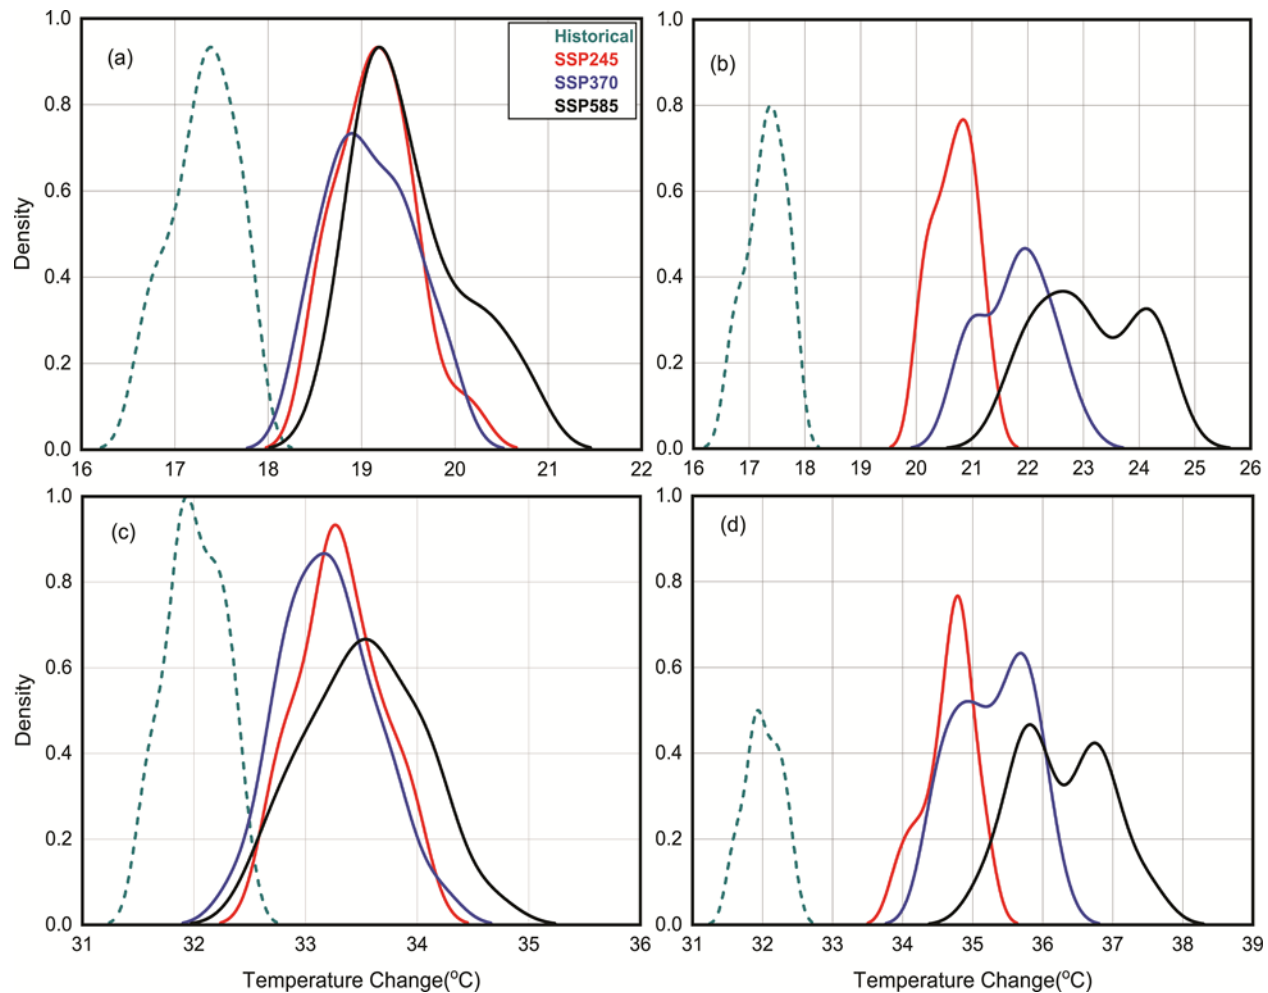 1.0
0.8
0.6
0.4
0.2
0.0
Density
(a)
Historical
SSP245
SSP370
SSP585
16 17 18 19 20 21 22
1.0
0.8
0.6
0.4
0.2
0.0
(b)
16 17 18 19 20 21 22 23 24 25 26
1.0
0.8
0.6
0.4
0.2
0.0
Density
(c)
31 32 33 34 35 36
Temperature Change(ºC)
1.0
0.8
0.6
0.4
0.2
0.0
(d)
31 32 33 34 35 36 37 38 39
Temperature Change(ºC)